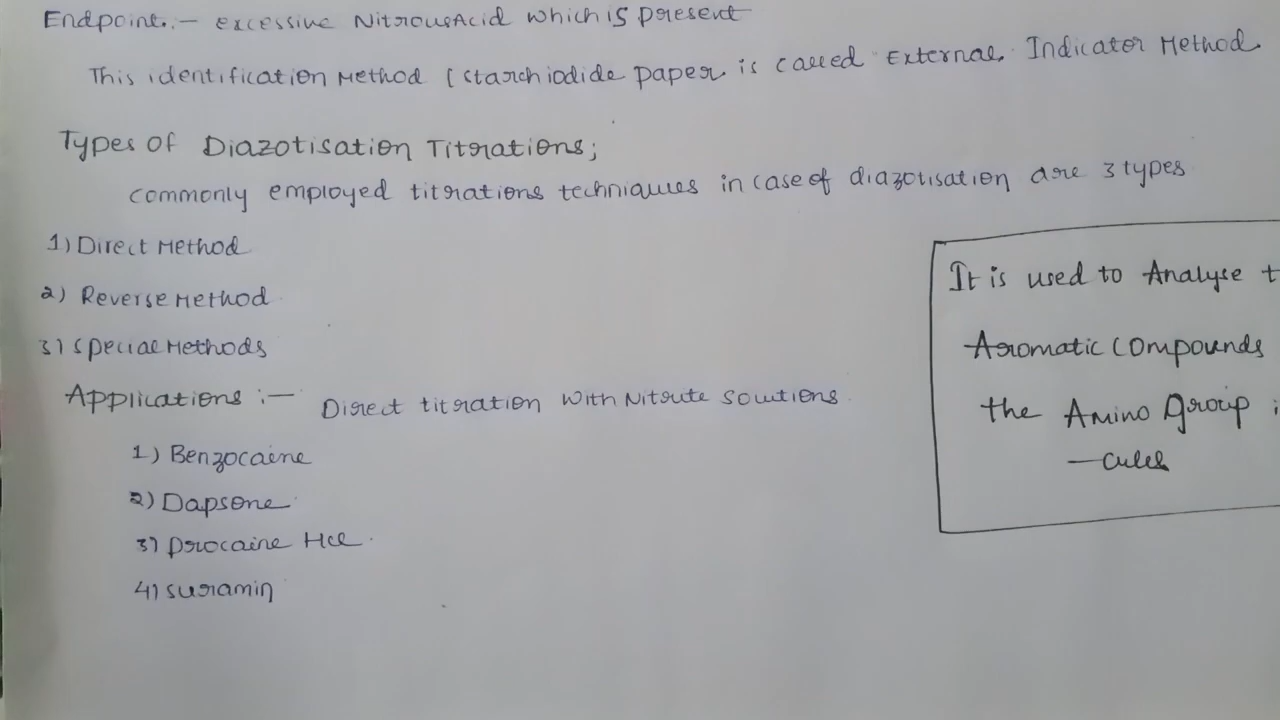 Endpoint:- excessive Nitrous Acid which is present
This identification Method (starch iodide paper is called External Indicator Method
Types of Diazotisation Titrations;
commonly employed titrations techniques in case of diazotisation are 3 types
1) Direct Method
2) Reverse Method
3) Special Methods
Applications :- Direct titration with Nitrite Solutions
1) Benzocaine
2) Dapsone
3) procaine Hcl
4) suramin
It is used to Analyse t
Aromatic Compounds
the Amino Group i
-cules